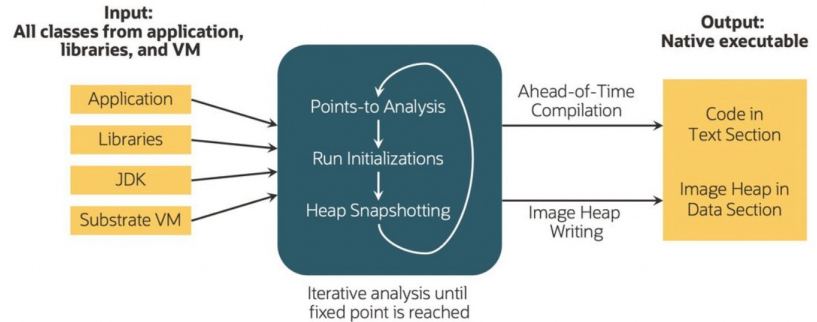 Input:
All classes from application,
libraries, and VM
Application
Libraries
JDK
Substrate VM
Points-to Analysis
Run Initializations
Heap Snapshotting
Iterative analysis until
fixed point is reached
Ahead-of-Time
Compilation
Image Heap
Writing
Output:
Native executable
Code in
Text Section
Image Heap in
Data Section